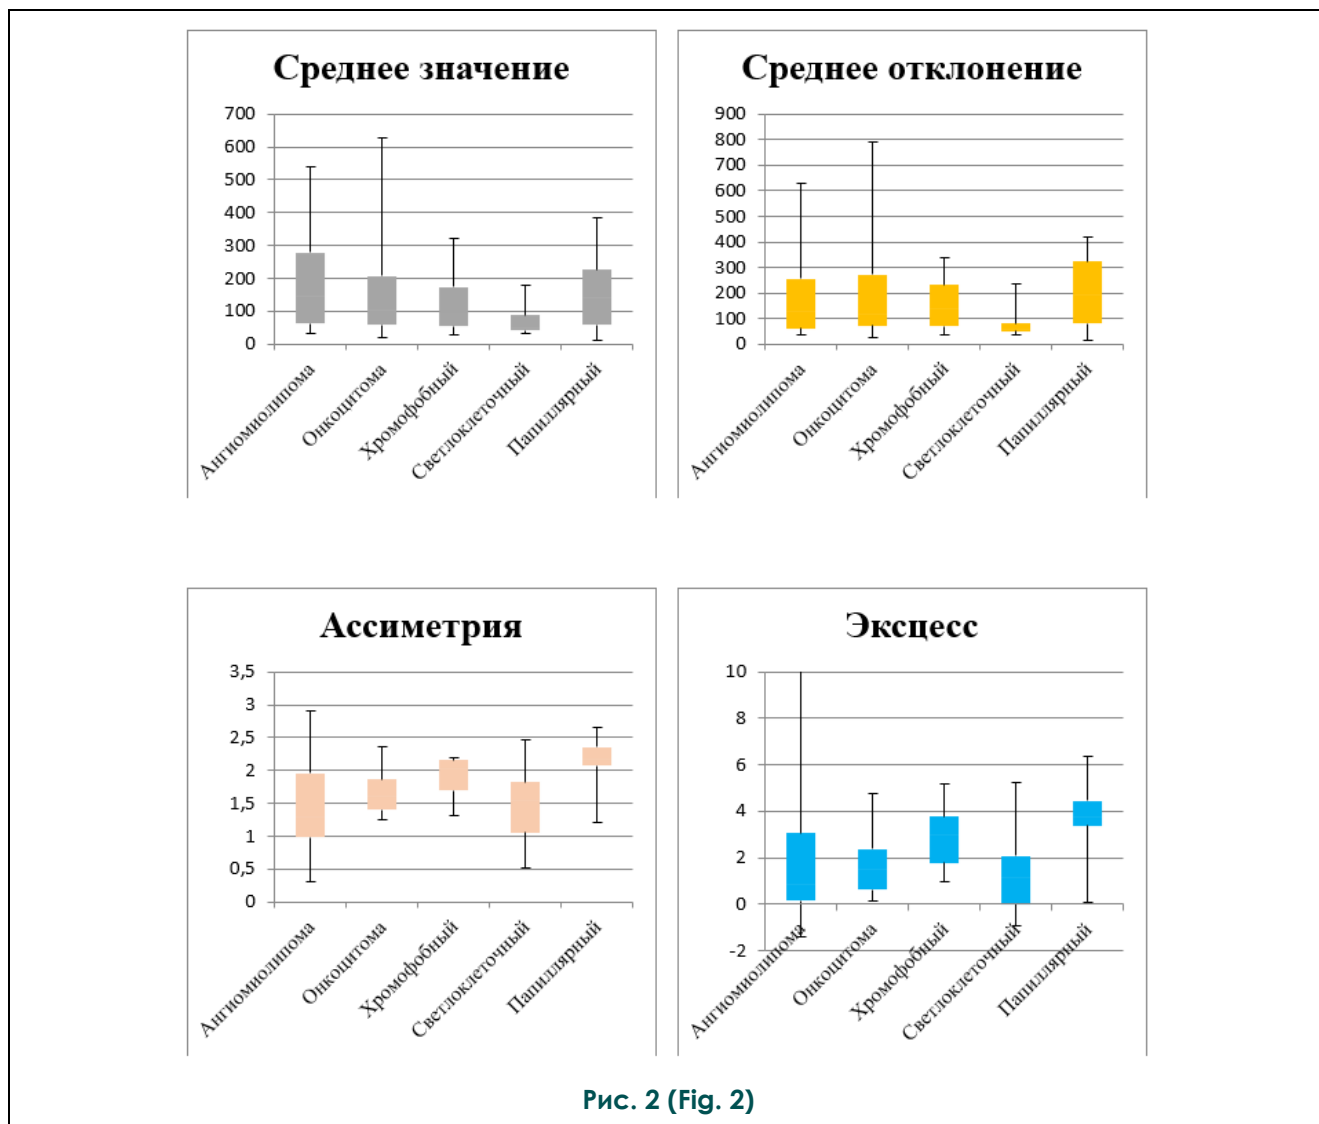 Среднее значение
700
600
500
400
300
200
100
0
Ангиомиолипома
Онкоцитома
Хромофобный
Светлоклеточный
Папиллярный
Среднее отклонение
900
800
700
600
500
400
300
200
100
0
Ангиомиолипома
Онкоцитома
Хромофобный
Светлоклеточный
Папиллярный
Ассиметрия
3,5
3
2,5
2
1,5
1
0,5
0
Ангиомиолипома
Онкоцитома
Хромофобный
Светлоклеточный
Папиллярный
Эксцесс
10
8
6
4
2
0
-2
Ангиомиолипома
Онкоцитома
Хромофобный
Светлоклеточный
Папиллярный
Рис. 2 (Fig. 2)